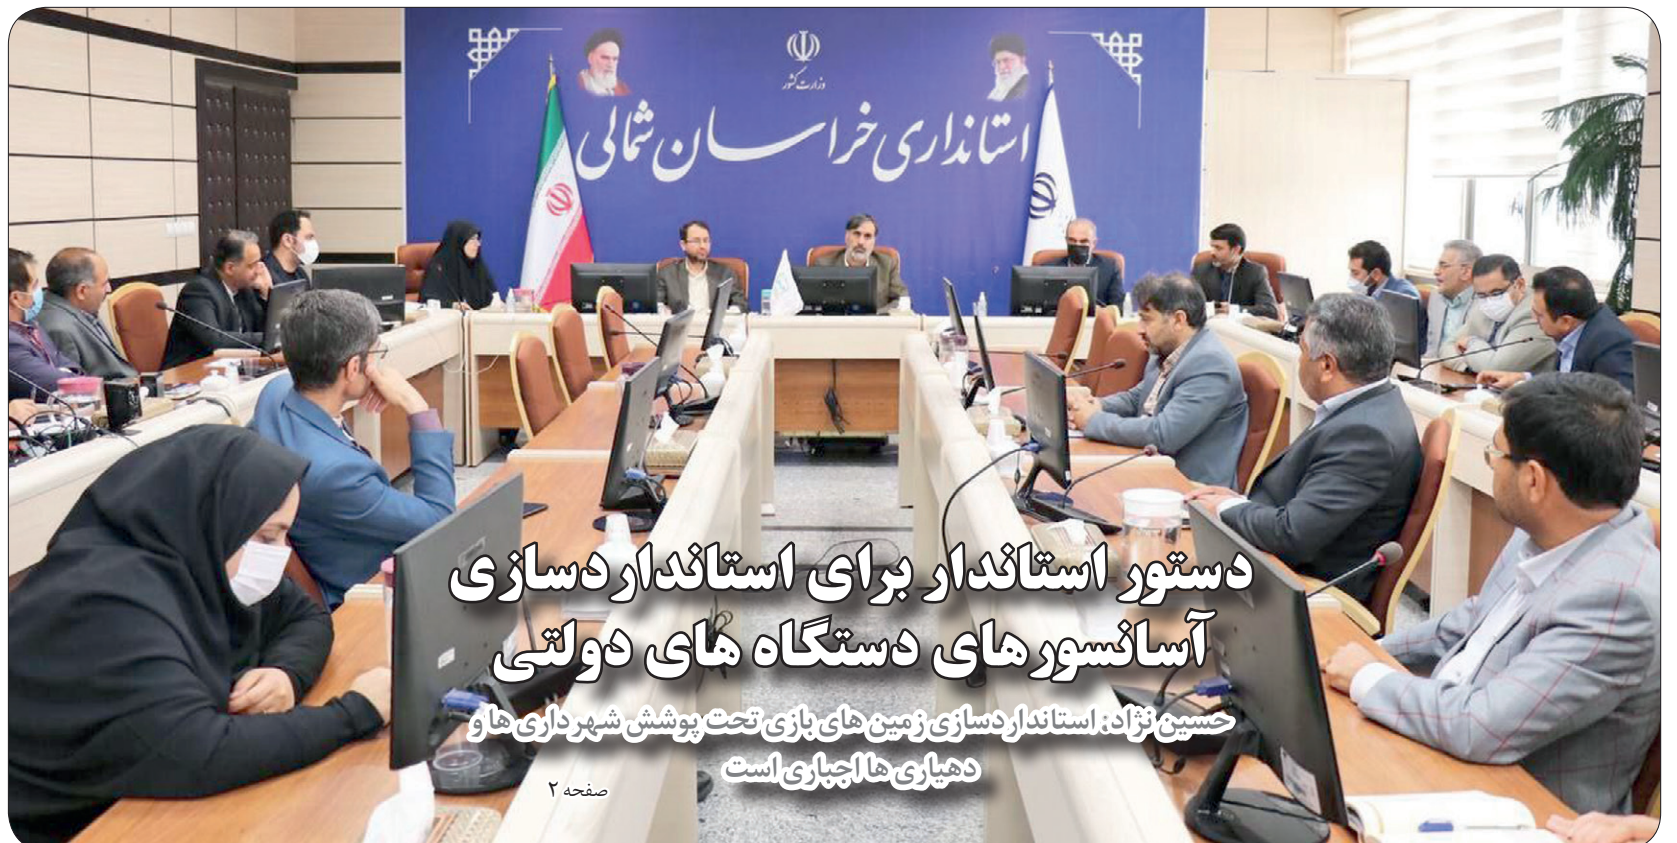 وزارت کشور
استانداری خراسان شمالی
دستور استاندار برای استانداردسازی
آسانسورهای دستگاه های دولتی
حسین نژاد: استانداردسازی زمین های بازی تحت پوشش شهرداری ها و
دهیاری ها اجباری است
صفحه ۲